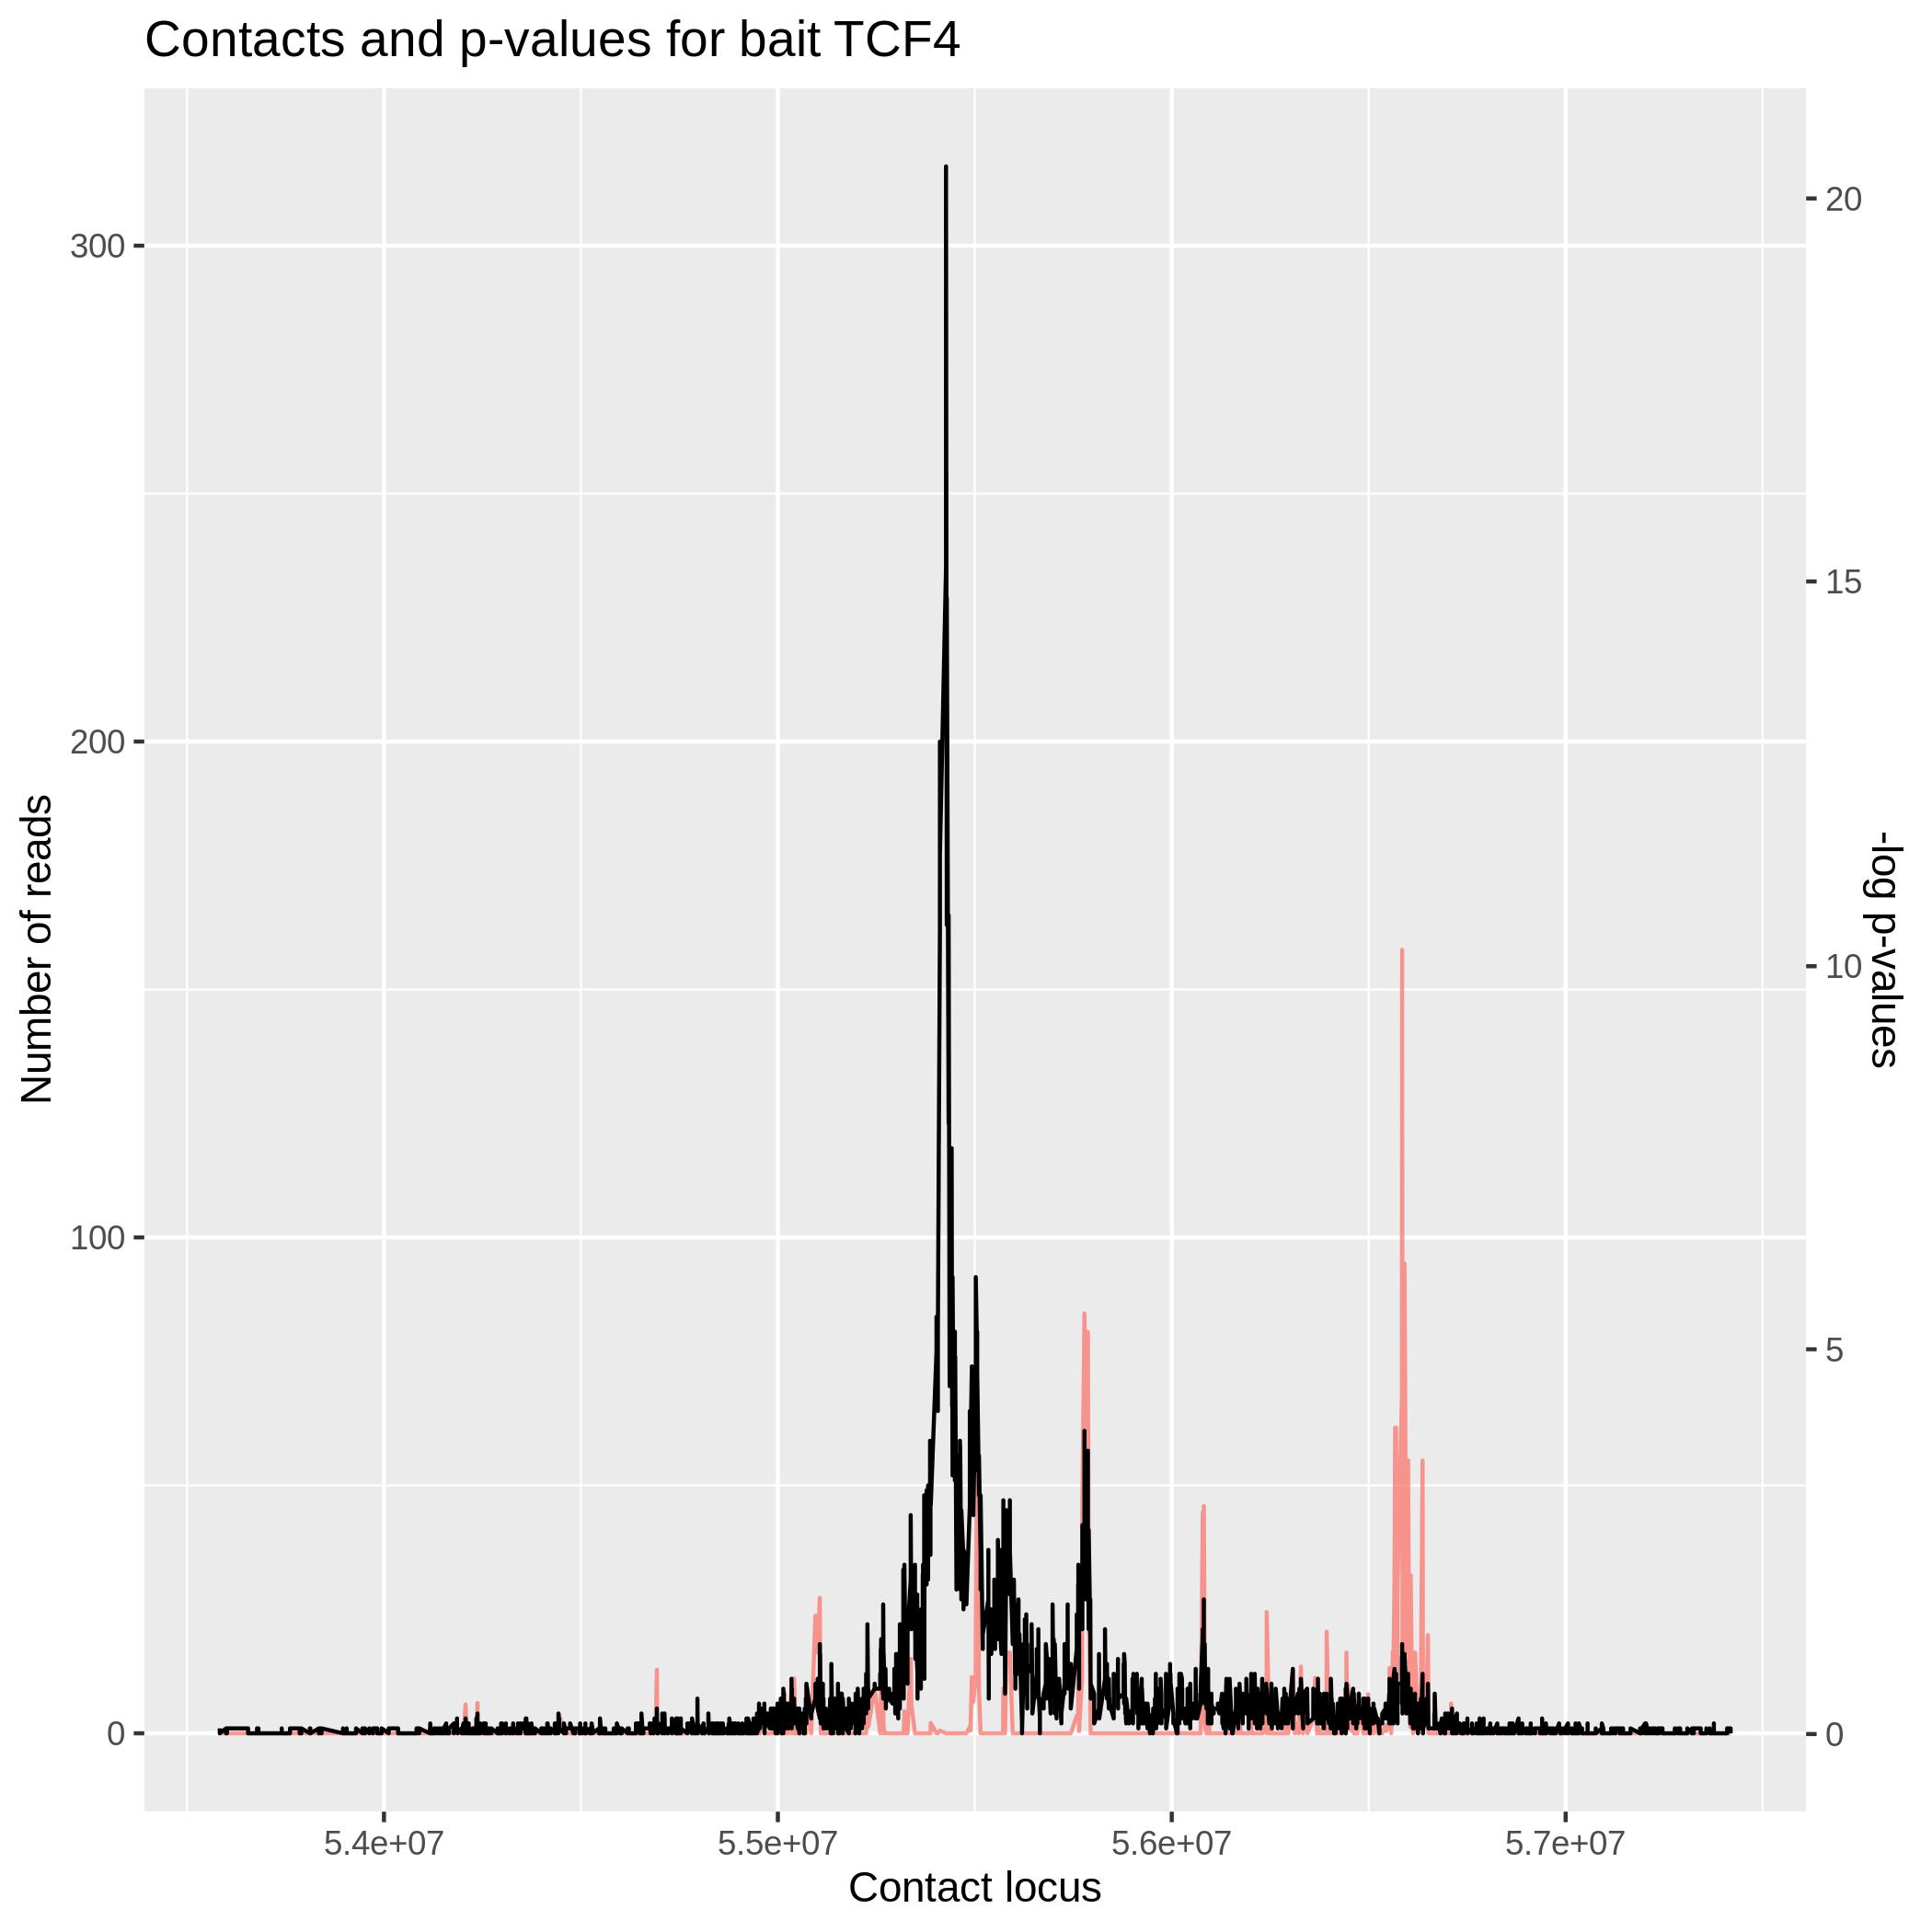 Contacts and p-values for bait TCF4
Number of reads
300
200
100
0
20
15
10
5
0
-log p-values
5.4e+07 5.5e+07 5.6e+07 5.7e+07
Contact locus